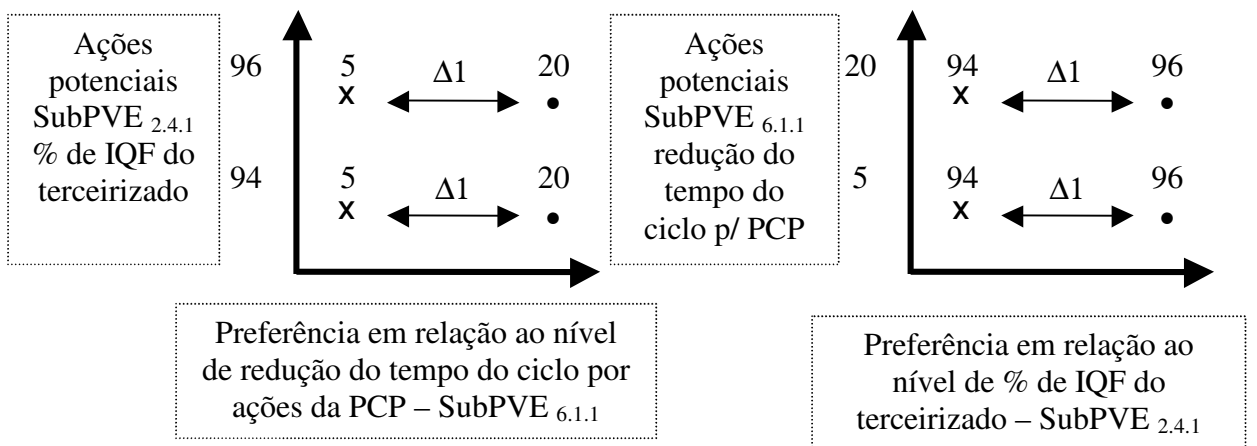 Ações
potenciais
SubPVE 2.4.1
% de IQF do
terceirizado
96
5
Δ1
20
x
•
94
5
Δ1
20
x
•
Preferência em relação ao nível
de redução do tempo do ciclo por
ações da PCP – SubPVE 6.1.1
Ações
potenciais
SubPVE 6.1.1
redução do
tempo do
ciclo p/ PCP
20
94
Δ1
96
x
•
5
94
Δ1
96
x
•
Preferência em relação ao
nível de % de IQF do
terceirizado – SubPVE 2.4.1